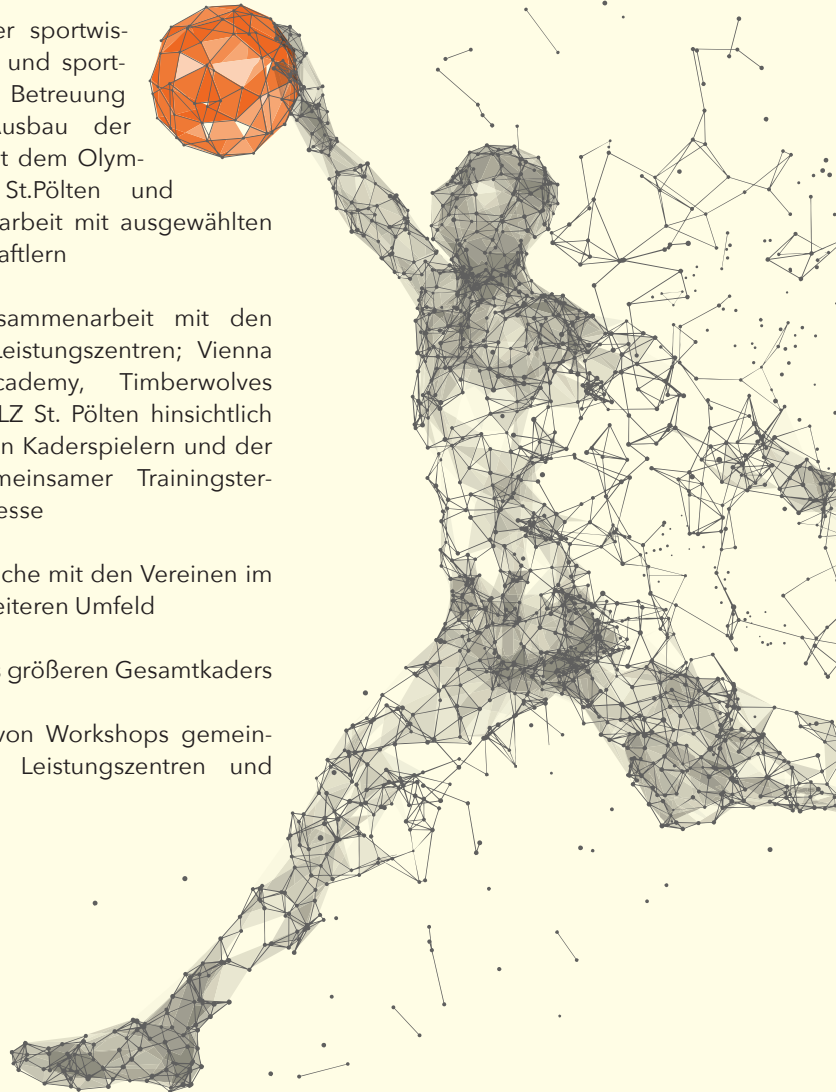 er sportwis-
und sport-
Betreuung
Ausbau der
t dem Olym-
St.Pölten und
arbeit mit ausgewählten
aftlern
sammenarbeit mit den
Leistungszentren; Vienna
cademy, Timberwolves
LZ St. Pölten hinsichtlich
n Kaderspielern und der
meinsamer Trainingster-
esse
che mit den Vereinen im
eiteren Umfeld
s größeren Gesamtkaders
von Workshops gemein-
Leistungszentren und